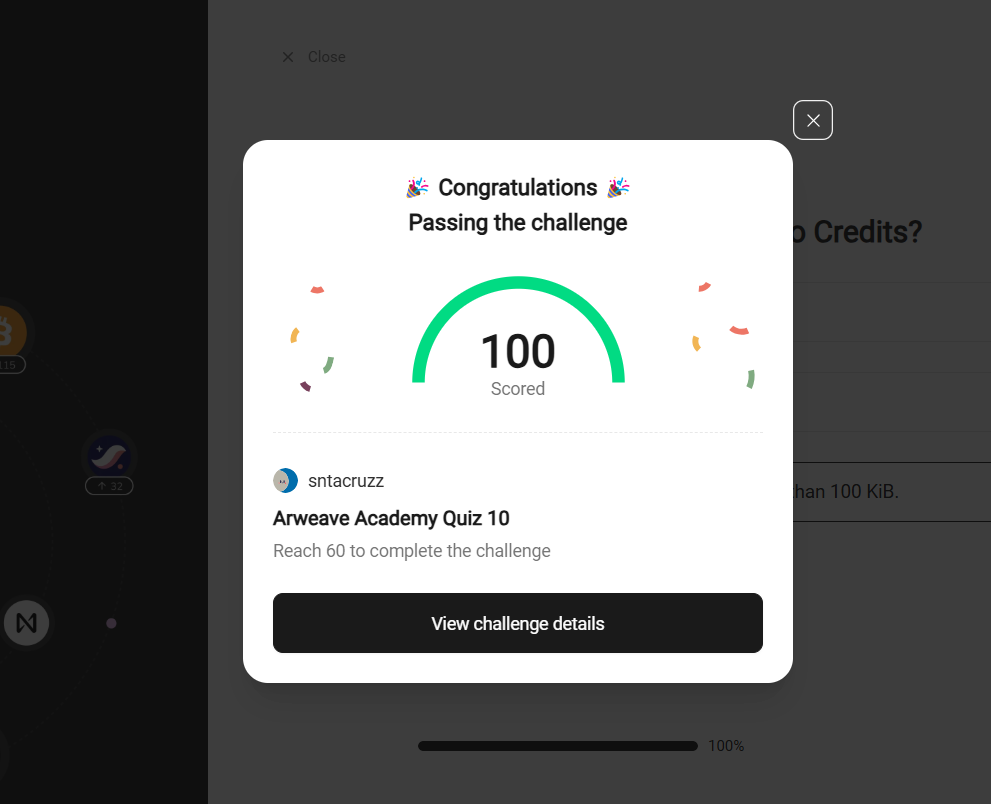 Close
Congratulations
Passing the challenge
Credits?
100
Scored
than 100 KiB.
115
32
sntacruzz
Arweave Academy Quiz 10
Reach 60 to complete the challenge
View challenge details
100%